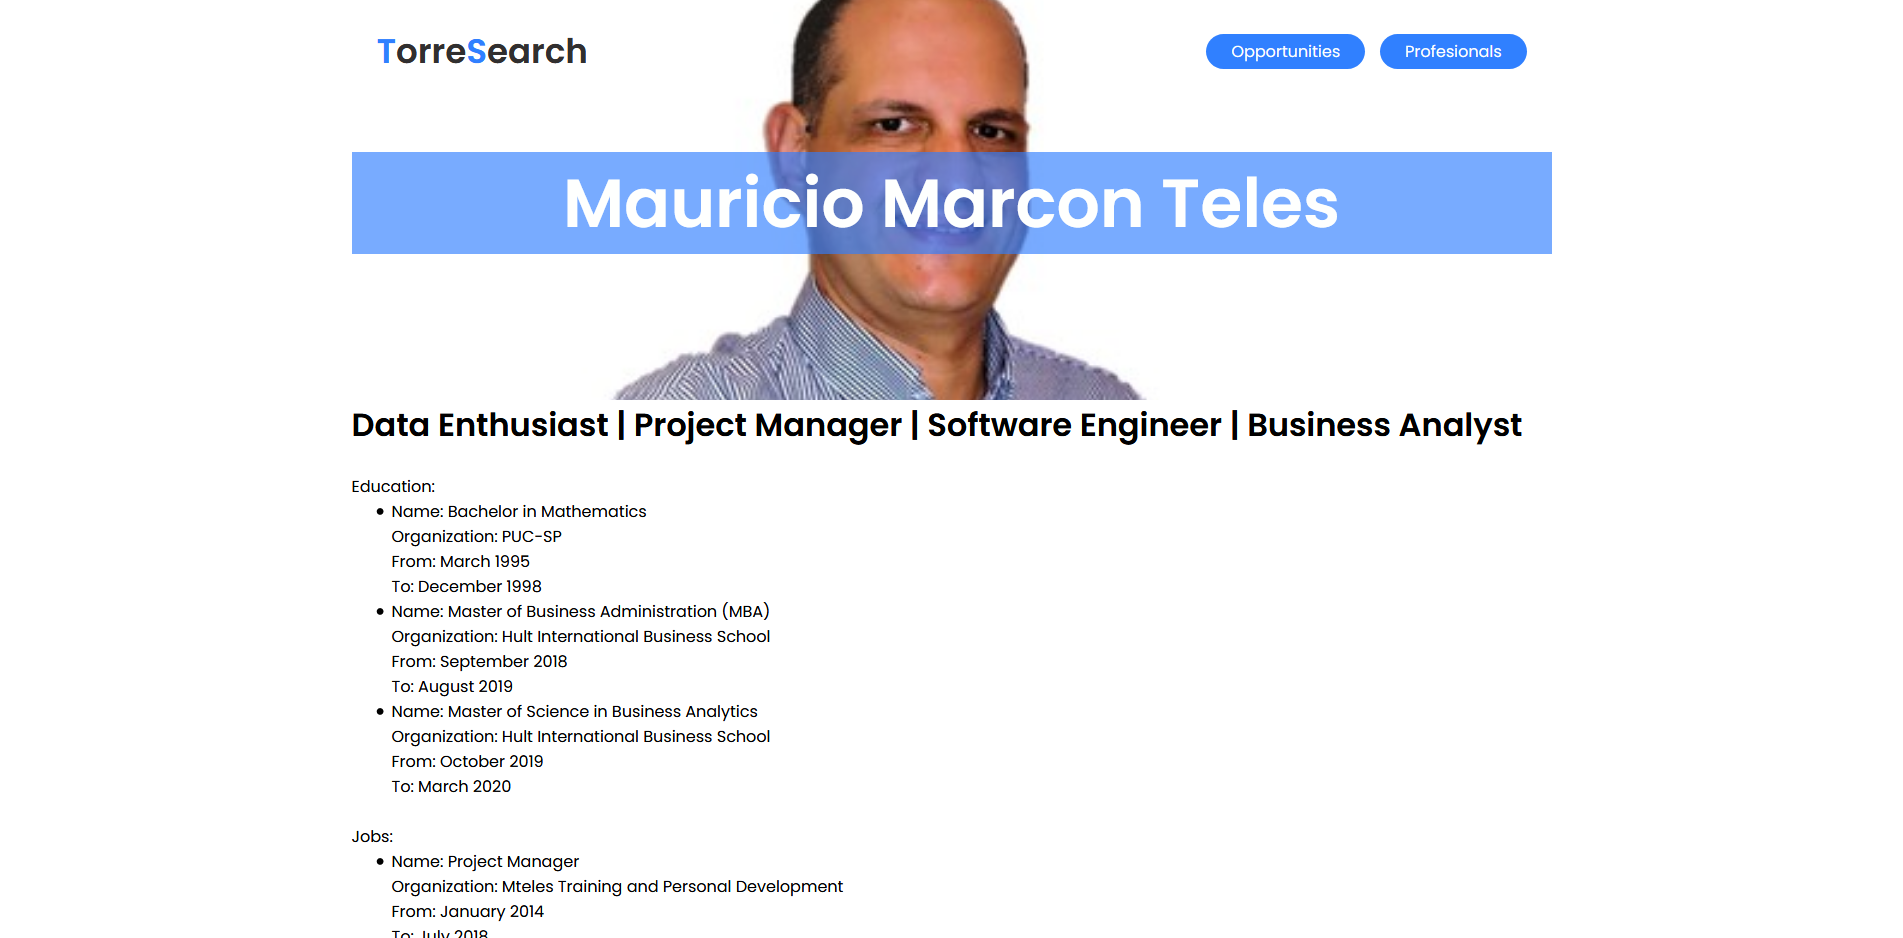 TorreSearch
Opportunities
Profesionals
Mauricio Marcon Teles
Data Enthusiast | Project Manager | Software Engineer | Business Analyst
Education:
Name: Bachelor in Mathematics
Organization: PUC-SP
From: March 1995
To: December 1998
Name: Master of Business Administration (MBA)
Organization: Hult International Business School
From: September 2018
To: August 2019
Name: Master of Science in Business Analytics
Organization: Hult International Business School
From: October 2019
To: March 2020
Jobs:
Name: Project Manager
Organization: Mteles Training and Personal Development
From: January 2014
To: July 2018